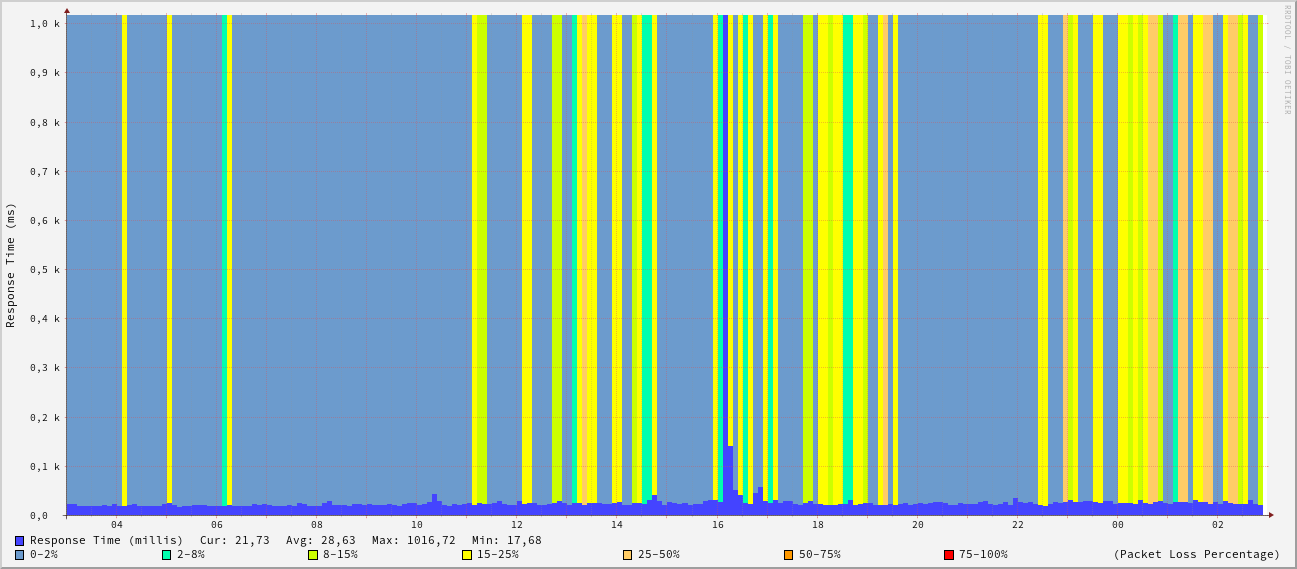 RRDTOOL / TOBI OETIKER
Response Time (ms)
1,0 k
0,9 k
0,8 k
0,7 k
0,6 k
0,5 k
0,4 k
0,3 k
0,2 k
0,1 k
0,0
04 06 08 10 12 14 16 18 20 22 00 02
Response Time (millis) Cur: 21,73 Avg: 28,63 Max: 1016,72 Min: 17,68
0-2% 2-8% 8-15% 15-25% 25-50% 50-75% 75-100% (Packet Loss Percentage)